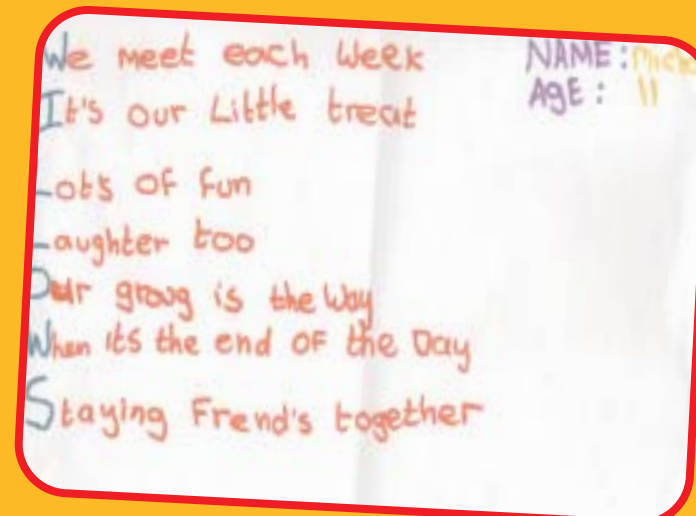 We meet each Week
It's our Little treat
Lots of fun
Laughter too
Our groug is the Way
When its the end of the Day
Staying Frend's together
NAME:
AGE: 11